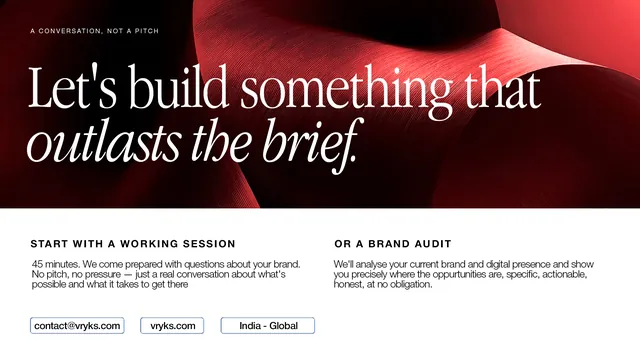 A CONVERSATION, NOT A PITCH
Let's build something that
outlasts the brief.
START WITH A WORKING SESSION
45 minutes. We come prepared with questions about your brand.
No pitch, no pressure — just a real conversation about what's
possible and what it takes to get there
OR A BRAND AUDIT
We'll analyse your current brand and digital presence and show
you precisely where the oppurtunities are, specific, actionable,
honest, at no obligation.
contact@vryks.com
vryks.com
India - Global